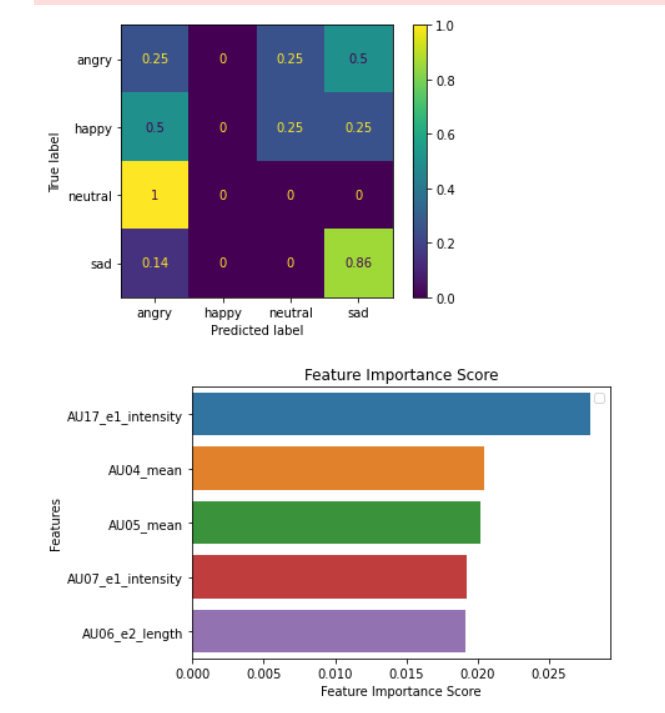 1.0
angry 0.25 0 0.25 0.5
0.8
happy 0.5 0 0.25 0.25
0.6
True label
0.4
neutral 1 0 0 0
0.2
sad 0.14 0 0 0.86
0.0
angry happy neutral sad
Predicted label
Feature Importance Score
AU17_e1_intensity
AU04_mean
AU05_mean
Features
AU07_e1_intensity
AU06_e2_length
0.000 0.005 0.010 0.015 0.020 0.025
Feature Importance Score